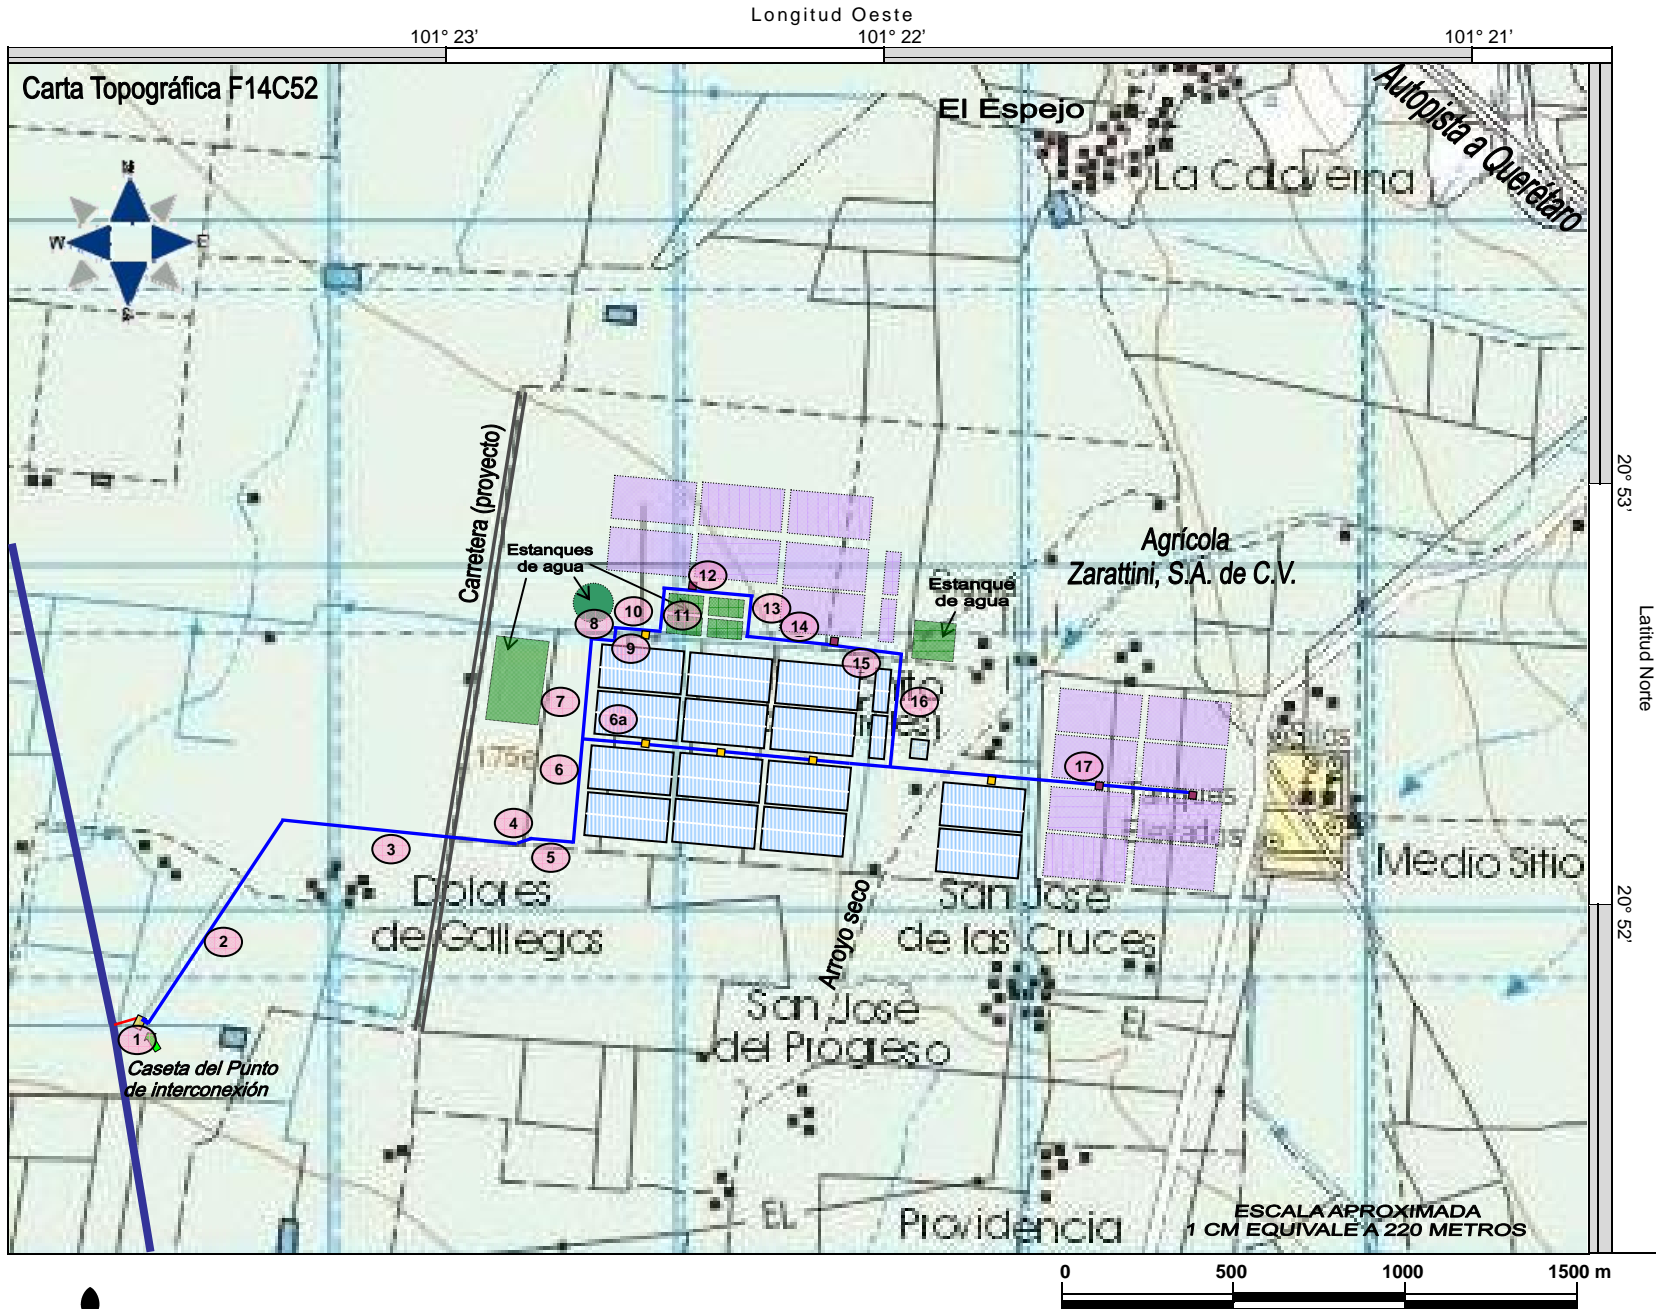 Longitud Oeste
101° 23'
101° 22'
101° 21'
Carta Topográfica F14C52
El Espejo
Autopista a Querétaro
La Calaverna
N
W
E
S
Carretera (proyecto)
20° 53'
Estanques
de agua
Agrícola
Zarattini, S.A. de C.V.
Estanque
de agua
12
10
11
13
8
14
9
15
7
6a
16
Latitud Norte
6
17
4
3
5
Medio Sitio
Dolores
de Gallegos
San José
de las Cruces
20° 52'
2
Arroyo seco
San José
del Progreso
EL
1
Caseta del Punto
de interconexión
EL
Providencia
ESCALA APROXIMADA
1 CM EQUIVALE A 220 METROS
0
500
1000
1500 m